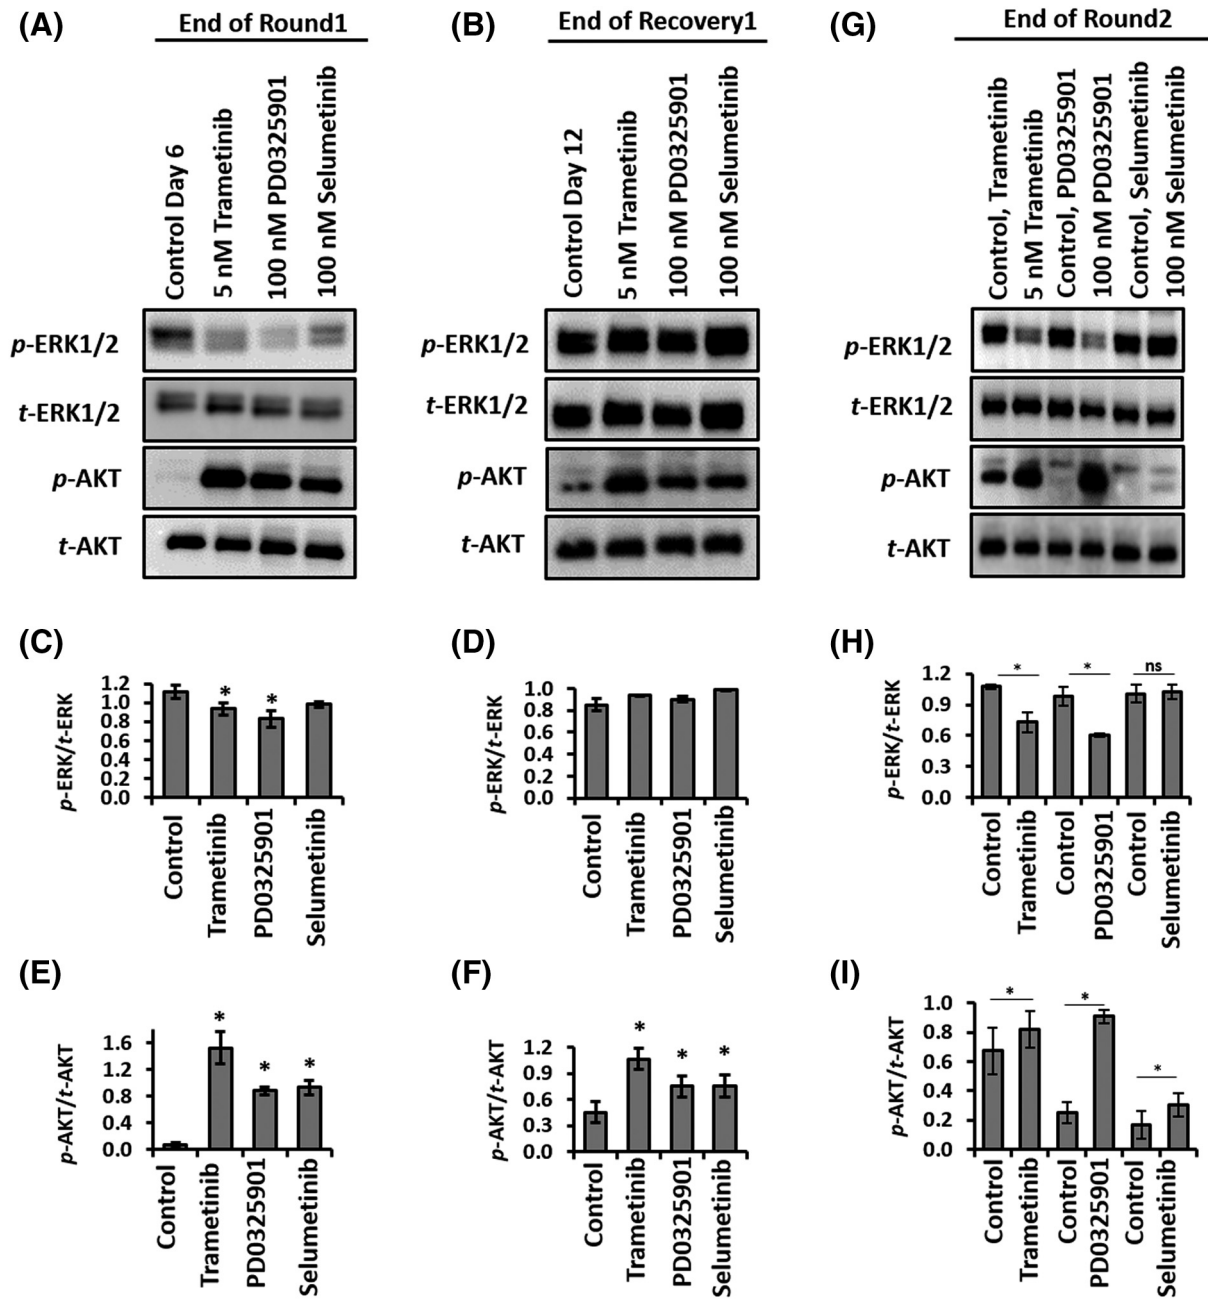 (A)
End of Round1
Control Day 6
5 nM Trametinib
100 nM PD0325901
100 nM Selumetinib
p-ERK1/2
t-ERK1/2
p-AKT
t-AKT
(B)
End of Recovery1
Control Day 12
5 nM Trametinib
100 nM PD0325901
100 nM Selumetinib
p-ERK1/2
t-ERK1/2
p-AKT
t-AKT
(G)
End of Round2
Control, Trametinib
5 nM Trametinib
Control, PD0325901
100 nM PD0325901
Control, Selumetinib
100 nM Selumetinib
p-ERK1/2
t-ERK1/2
p-AKT
t-AKT
(C)
p-ERK/t-ERK
1.2
1.0
0.8
0.6
0.4
0.2
0.0
*
*
Control
Trametinib
PD0325901
Selumetinib
(D)
p-ERK/t-ERK
1.0
0.8
0.6
0.4
0.2
0.0
Control
Trametinib
PD0325901
Selumetinib
(H)
p-ERK/t-ERK
1.2
0.9
0.6
0.3
0.0
*
*
ns
Control
Trametinib
Control
PD0325901
Control
Selumetinib
(E)
p-AKT/t-AKT
1.6
1.2
0.8
0.4
0.0
*
*
*
Control
Trametinib
PD0325901
Selumetinib
(F)
p-AKT/t-AKT
1.2
0.9
0.6
0.3
0.0
*
*
*
Control
Trametinib
PD0325901
Selumetinib
(I)
p-AKT/t-AKT
1.0
0.8
0.6
0.4
0.2
0.0
*
*
*
Control
Trametinib
Control
PD0325901
Control
Selumetinib